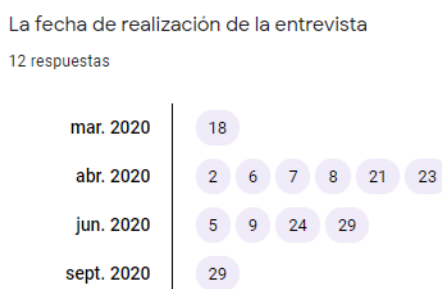 La fecha de realización de la entrevista
12 respuestas
mar. 2020 18
abr. 2020 2 6 7 8 21 23
jun. 2020 5 9 24 29
sept. 2020 29